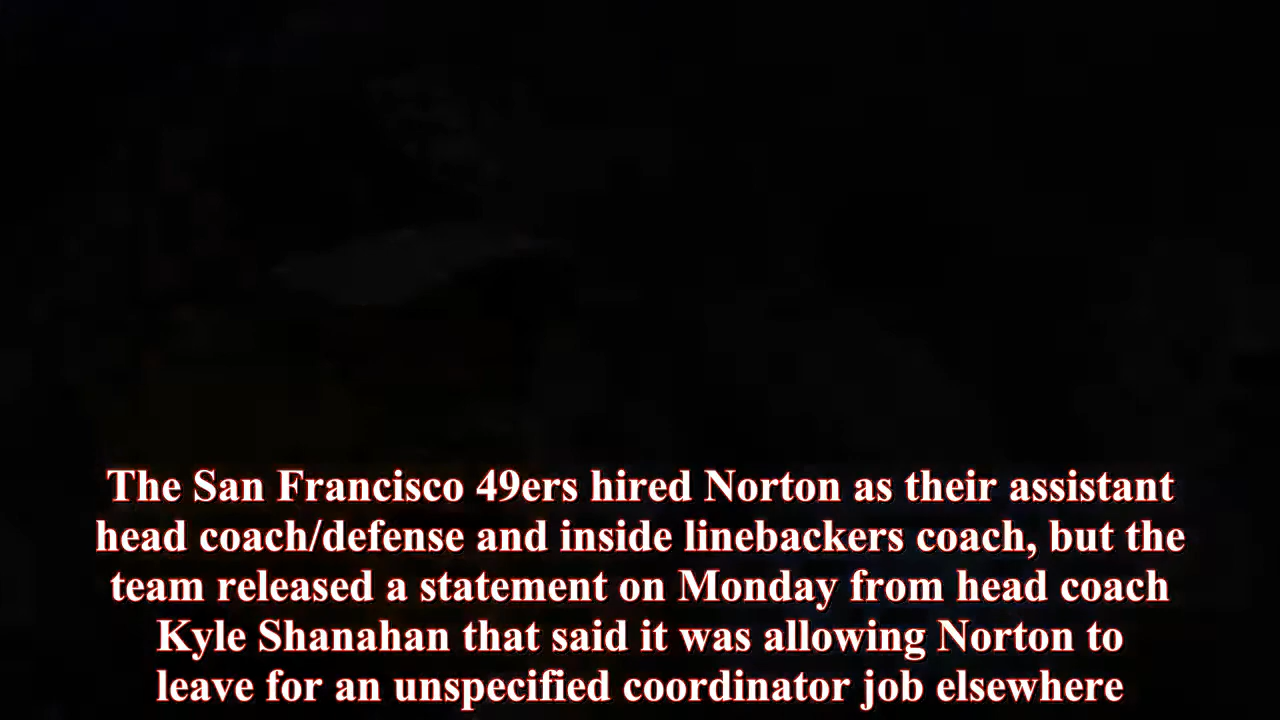 The San Francisco 49ers hired Norton as their assistant
head coach/defense and inside linebackers coach, but the
team released a statement on Monday from head coach
Kyle Shanahan that said it was allowing Norton to
leave for an unspecified coordinator job elsewhere